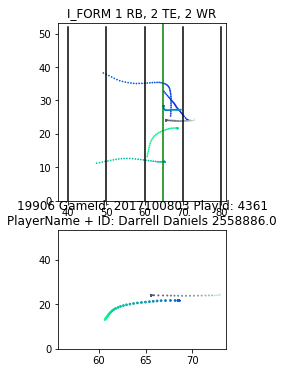 I_FORM 1 RB, 2 TE, 2 WR
50
40
30
20
10
0
40 50 60 70 80
19906 GameId: 2017100803 PlayId: 4361
PlayerName + ID: Darrell Daniels 2558886.0
40
20
0
60 70